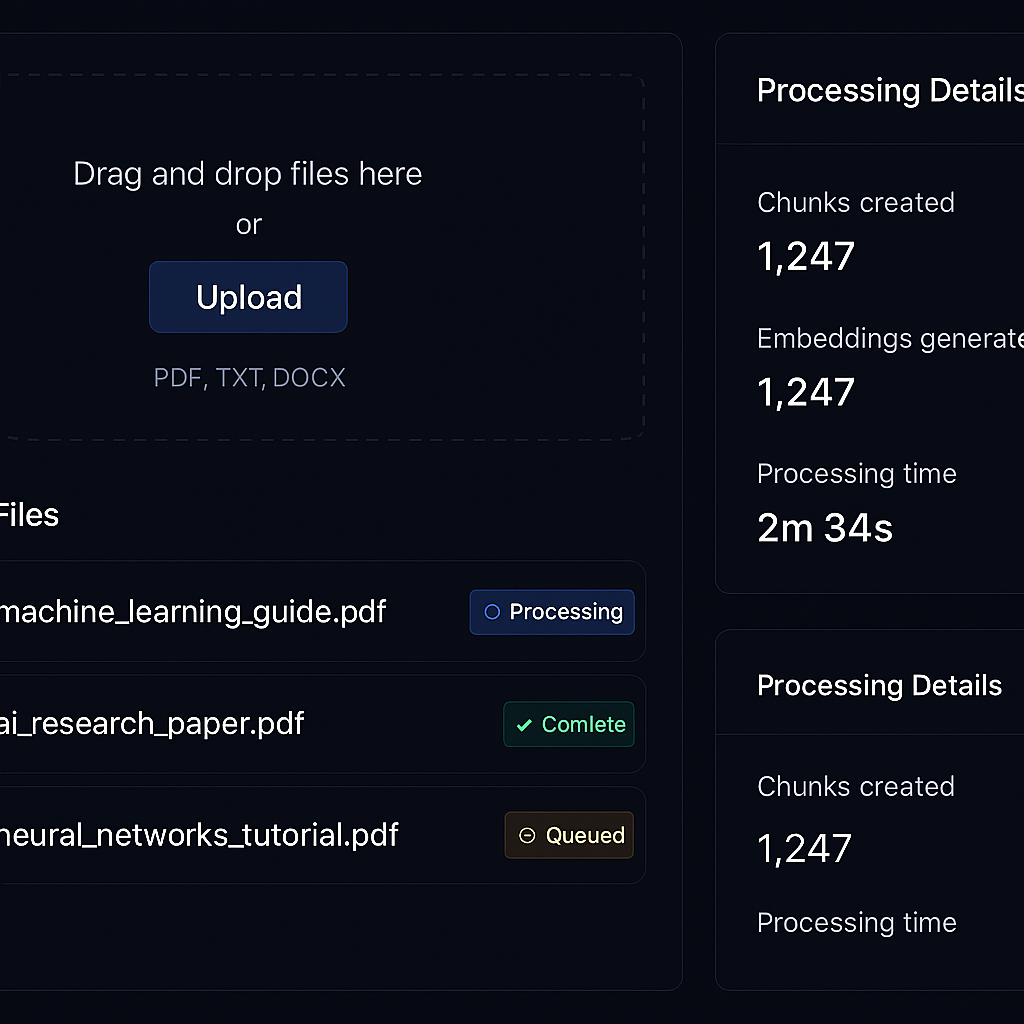 Drag and drop files here
or
Upload
PDF, TXT, DOCX
Files
machine_learning_guide.pdf
Processing
ai_research_paper.pdf
Comlete
neural_networks_tutorial.pdf
Queued
Processing Details
Chunks created
1,247
Embeddings generate
1,247
Processing time
2m 34s
Processing Details
Chunks created
1,247
Processing time